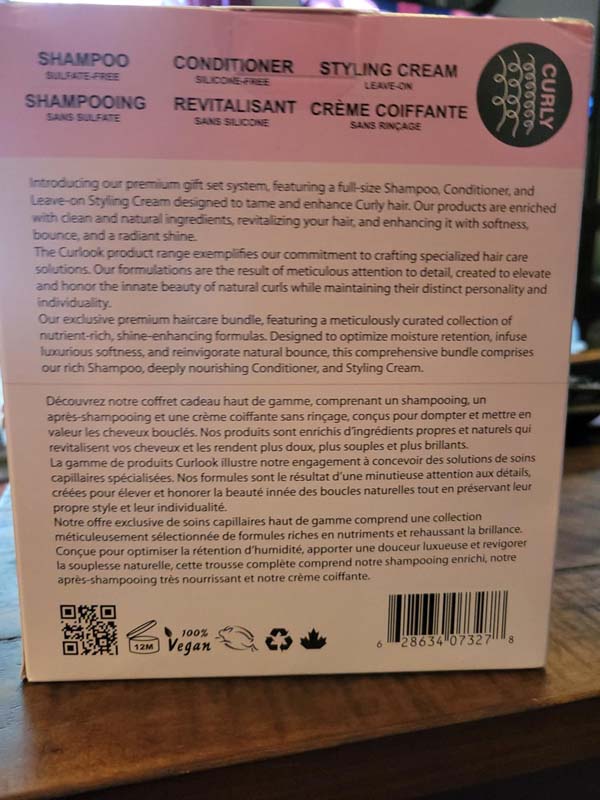 SHAMPOO CONDITIONER STYLING CREAM
SULFATE-FREE SILICONE-FREE LEAVE-ON
SHAMPOOING REVITALISANT CRÈME COIFFANTE
SANS SULFATE SANS SILICONE SANS RINÇAGE
CURLY
Introducing our premium gift set system, featuring a full-size Shampoo, Conditioner, and
Leave-on Styling Cream designed to tame and enhance Curly hair. Our products are enriched
with clean and natural ingredients, revitalizing your hair, and enhancing it with softness,
bounce, and a radiant shine.
The Curlook product range exemplifies our commitment to crafting specialized hair care
solutions. Our formulations are the result of meticulous attention to detail, created to elevate
and honor the innate beauty of natural curls while maintaining their distinct personality and
individuality.
Our exclusive premium haircare bundle, featuring a meticulously curated collection of
nutrient-rich, shine-enhancing formulas. Designed to optimize moisture retention, infuse
luxurious softness, and reinvigorate natural bounce, this comprehensive bundle comprises
our rich Shampoo, deeply nourishing Conditioner, and Styling Cream.
Découvrez notre coffret cadeau haut de gamme, comprenant un shampooing, un
après-shampooing et une crème coiffante sans rinçage, conçus pour dompter et mettre en
valeur les cheveux bouclés. Nos produits sont enrichis d'ingrédients propres et naturels qui
revitalisent vos cheveux et les rendent plus doux, plus souples et plus brillants.
La gamme de produits Curlook illustre notre engagement à concevoir des solutions de soins
capillaires spécialisées. Nos formules sont le résultat d'une minutieuse attention aux détails,
créées pour élever et honorer la beauté innée des boucles naturelles tout en préservant leur
propre style et leur individualité.
Notre offre exclusive de soins capillaires haut de gamme comprend une collection
méticuleusement sélectionnée de formules riches en nutriments et rehaussant la brillance.
Conçue pour optimiser la rétention d'humidité, apporter une douceur luxueuse et revigorer
la souplesse naturelle, cette trousse complète comprend notre shampooing enrichi, notre
après-shampooing très nourrissant et notre crème coiffante.
12M
100%
Vegan
6 28634 07327 8